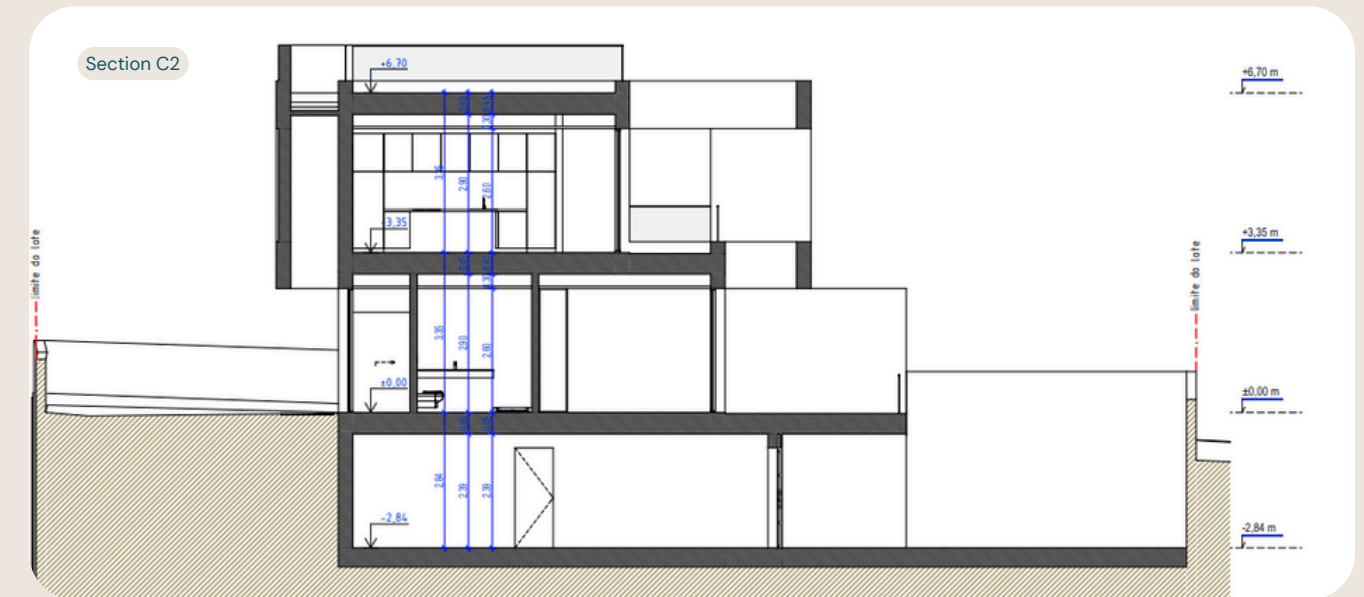 Section C2
+6,70
+6,70 m
3,35
2,90
2,60
3,35
+3,35 m
limite do lote
limite do lote
3,35
2,90
2,60
±0,00
±0,00 m
2,84
2,39
2,39
-2,84
-2,84 m